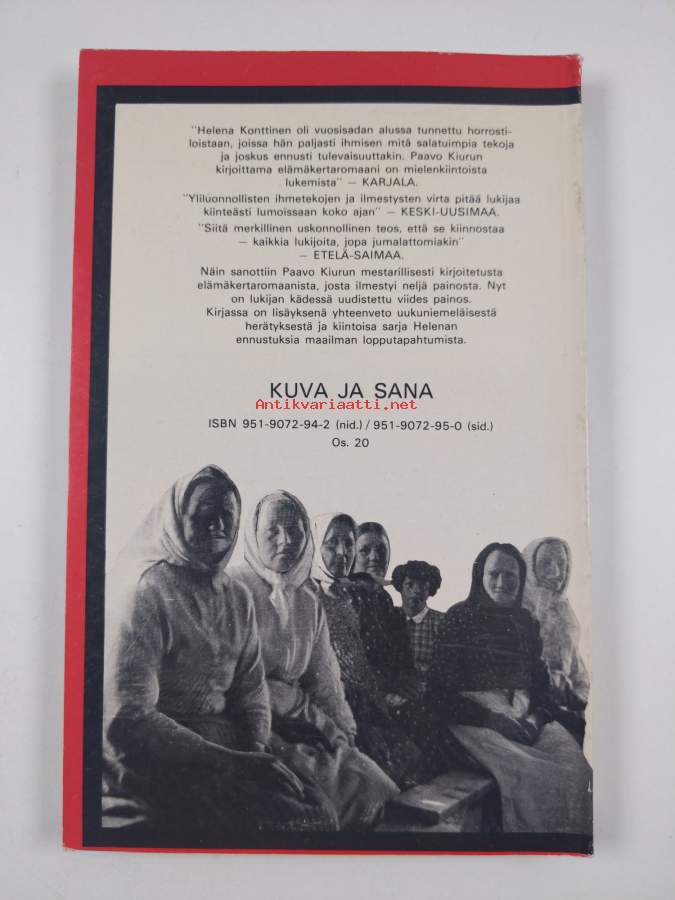 "Helena Konttinen oli vuosisadan alussa tunnettu horrosti-
loistaan, joissa hän paljasti ihmisen mitä salatuimpia tekoja
ja joskus ennusti tulevaisuuttakin. Paavo Kiurun
kirjoittama elämäkertaromaani on mielenkiintoista
lukemista" – KARJALA.
"Yliluonnollisten ihmetekojen ja ilmestysten virta pitää lukijaa
kiinteästi lumoissaan koko ajan" – KESKI-UUSIMAA.
"Siitä merkillinen uskonnollinen teos, että se kiinnostaa
– kaikkia lukijoita, jopa jumalattomiakin"
– ETELÄ-SAIMAA.
Näin sanottiin Paavo Kiurun mestarillisesti kirjoitetusta
elämäkertaromaanista, josta ilmestyi neljä painosta. Nyt
on lukijan kädessä uudistettu viides painos.
Kirjassa on lisäyksenä yhteenveto uukuniemeläisestä
herätyksestä ja kiintoisa sarja Helenan
ennustuksia maailman lopputapahtumista.
KUVA JA SANA
Antikvariaatti.net
ISBN 951-9072-94-2 (nid.) / 951-9072-95-0 (sid.)
Os. 20